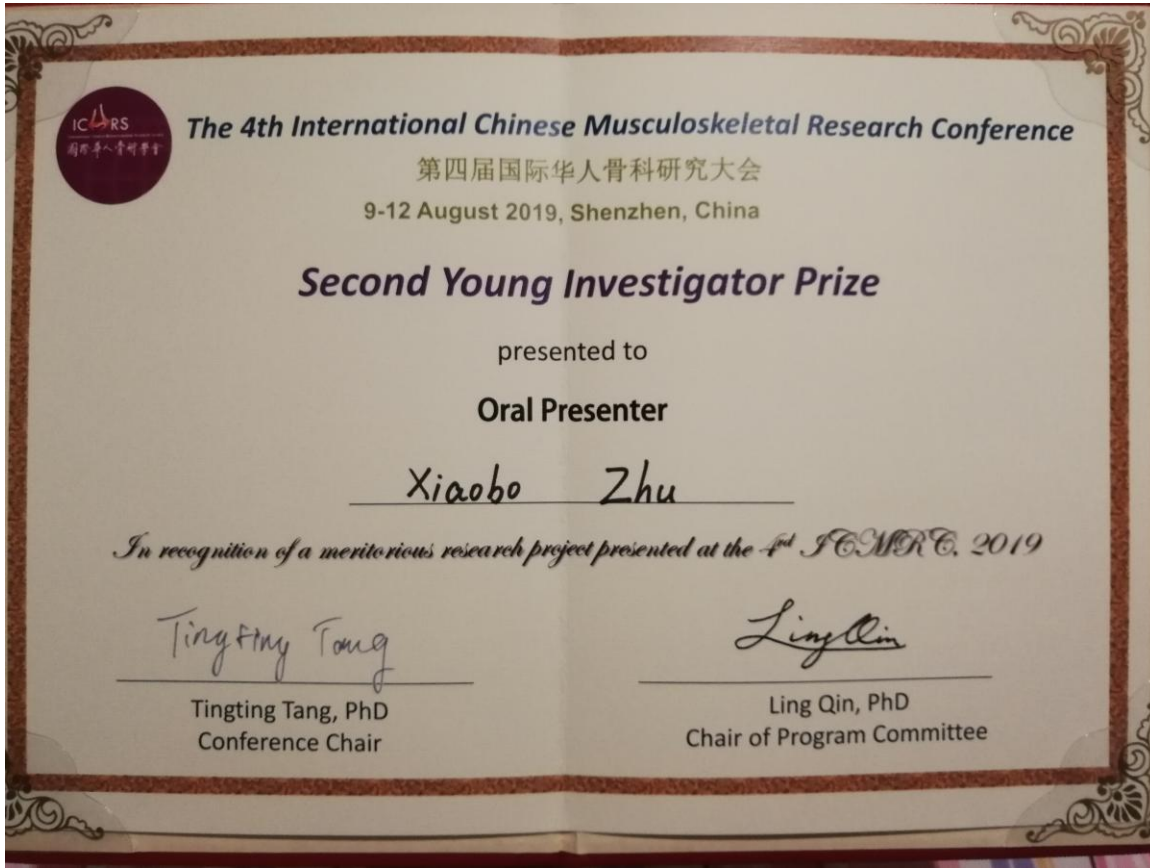 ICMRS
国际华人骨研学会
The 4th International Chinese Musculoskeletal Research Conference
第四届国际华人骨科研究大会
9-12 August 2019, Shenzhen, China
Second Young Investigator Prize
presented to
Oral Presenter
Xiaobo Zhu
In recognition of a meritorious research project presented at the 4rd ICMRC, 2019
Tingting Tang
Ling Qin
Tingting Tang, PhD
Conference Chair
Ling Qin, PhD
Chair of Program Committee